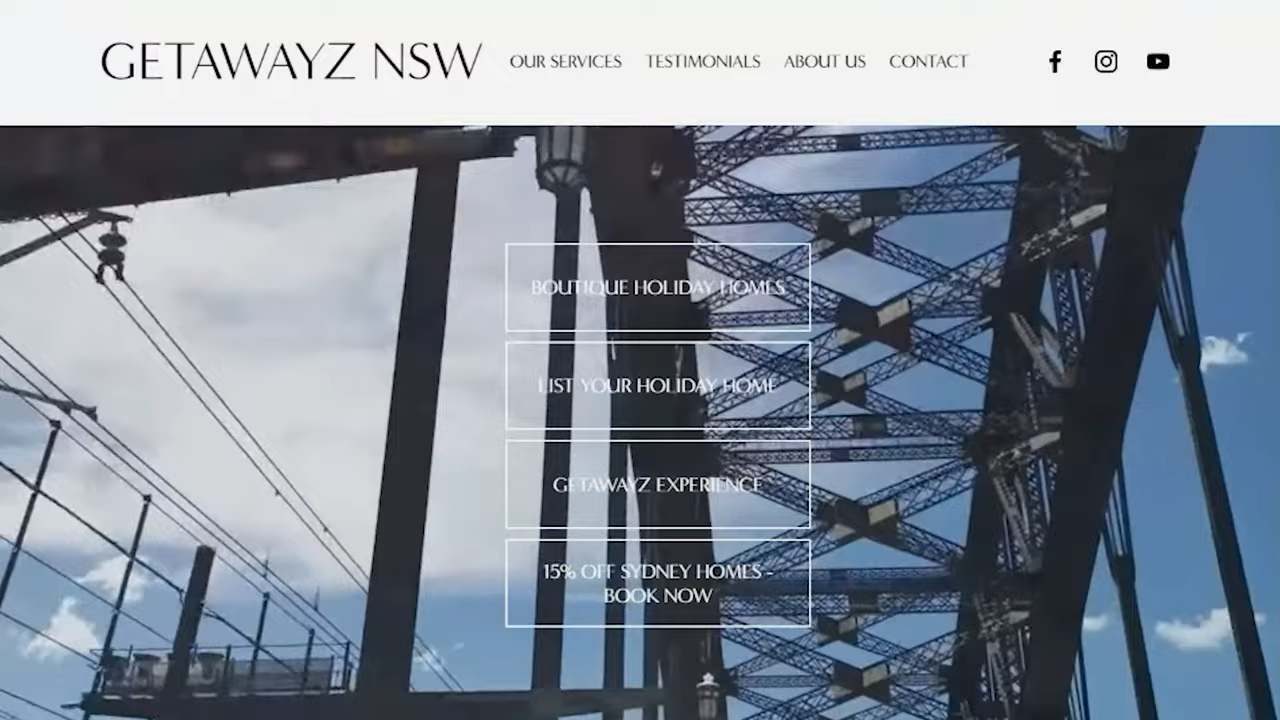 GETAWAYZ NSW
OUR SERVICES TESTIMONIALS ABOUT US CONTACT
BOUTIQUE HOLIDAY HOMES
LIST YOUR HOLIDAY HOME
GETAWAYZ EXPERIENCE
15% OFF SYDNEY HOMES -
BOOK NOW